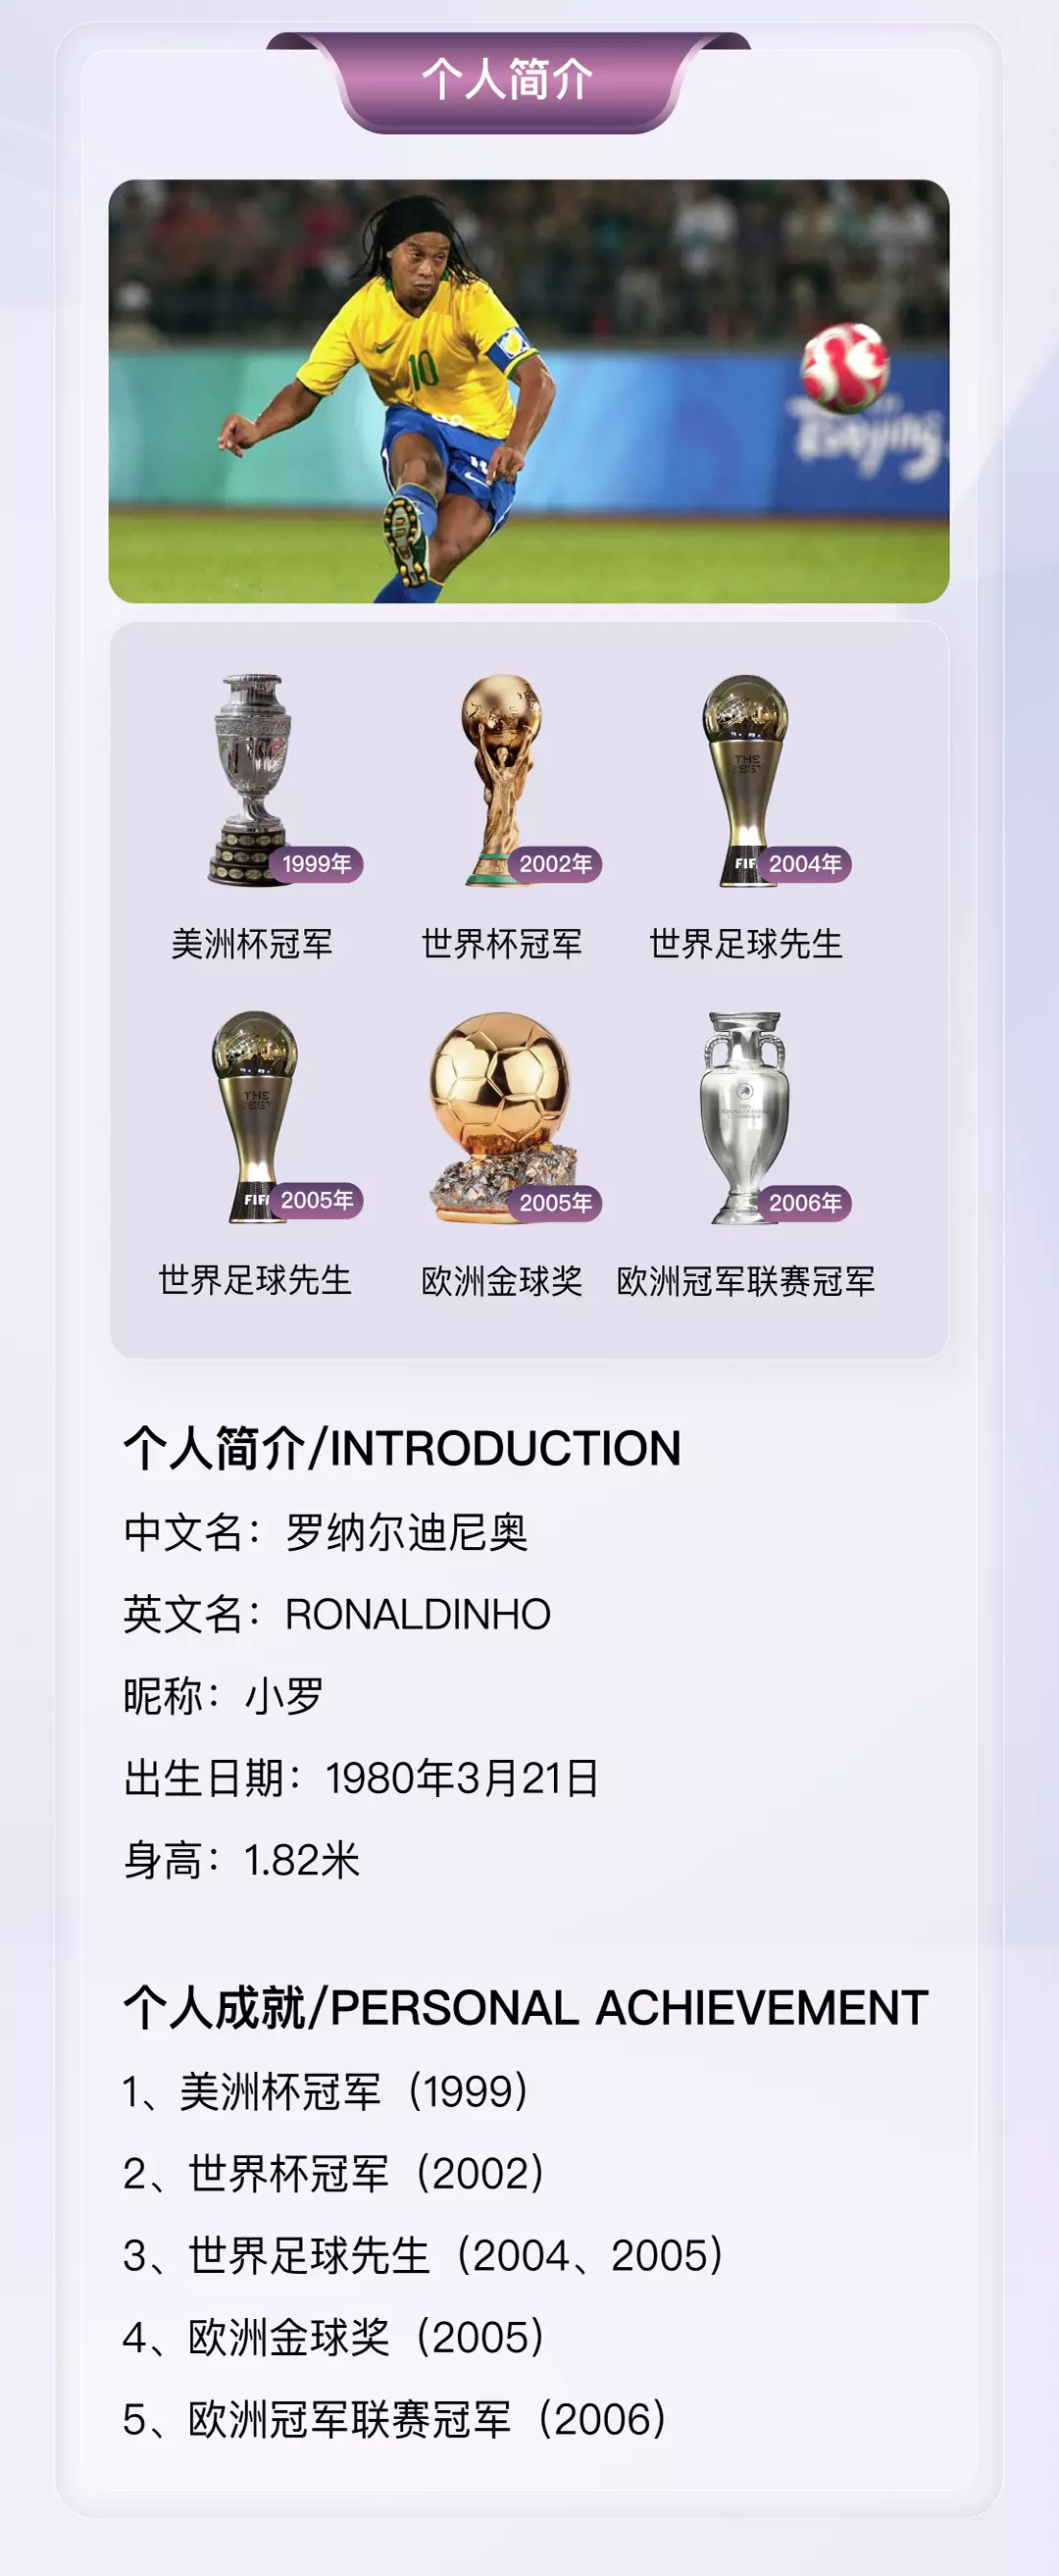 个人简介
10
Beijing
THE
BEST
FIF
1999年
2002年
2004年
美洲杯冠军
世界杯冠军
世界足球先生
THE
BEST
FIFA
2005年
2005年
2006年
世界足球先生
欧洲金球奖
欧洲冠军联赛冠军
个人简介/INTRODUCTION
中文名：罗纳尔迪尼奥
英文名：RONALDINHO
昵称：小罗
出生日期：1980年3月21日
身高：1.82米
个人成就/PERSONAL ACHIEVEMENT
1、美洲杯冠军（1999）
2、世界杯冠军（2002）
3、世界足球先生（2004、2005）
4、欧洲金球奖（2005）
5、欧洲冠军联赛冠军（2006）